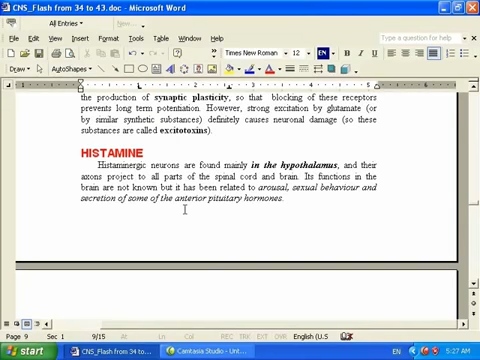 CNS_Flash from 34 to 43.doc - Microsoft Word
All Entries
New...
File Edit View Insert Format Tools Table Window Help
Type a question for help
Times New Roman 12 EN
Draw AutoShapes
the production of synaptic plasticity, so that blocking of these receptors
prevents long term potentiation. However, strong excitation by glutamate (or
by similar synthetic substances) definitely causes neuronal damage (so these
substances are called excitotoxins).
HISTAMINE
Histaminergic neurons are found mainly in the hypothalamus, and their
axons project to all parts of the spinal cord and brain. Its functions in the
brain are not known but it has been related to arousal, sexual behaviour and
secretion of some of the anterior pituitary hormones.
Page 9 Sec 1 9/15 At Ln Col REC TRK EXT OVR English (U.S
start
CNS_Flash from 34 to...
Camtasia Studio - Unt...
EN
5:27 AM